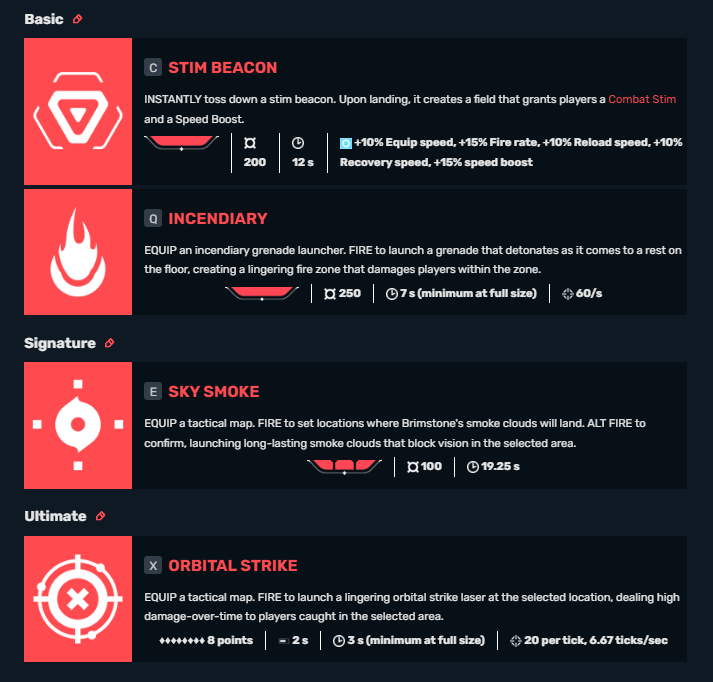 Basic
C STIM BEACON
INSTANTLY toss down a stim beacon. Upon landing, it creates a field that grants players a Combat Stim
and a Speed Boost.
200
12 s
+10% Equip speed, +15% Fire rate, +10% Reload speed, +10%
Recovery speed, +15% speed boost
Q INCENDIARY
EQUIP an incendiary grenade launcher. FIRE to launch a grenade that detonates as it comes to a rest on
the floor, creating a lingering fire zone that damages players within the zone.
250 7 s (minimum at full size) 60/s
Signature
E SKY SMOKE
EQUIP a tactical map. FIRE to set locations where Brimstone's smoke clouds will land. ALT FIRE to
confirm, launching long-lasting smoke clouds that block vision in the selected area.
100 19.25 s
Ultimate
X ORBITAL STRIKE
EQUIP a tactical map. FIRE to launch a lingering orbital strike laser at the selected location, dealing high
damage-over-time to players caught in the selected area.
8 points 2 s 3 s (minimum at full size) 20 per tick, 6.67 ticks/sec